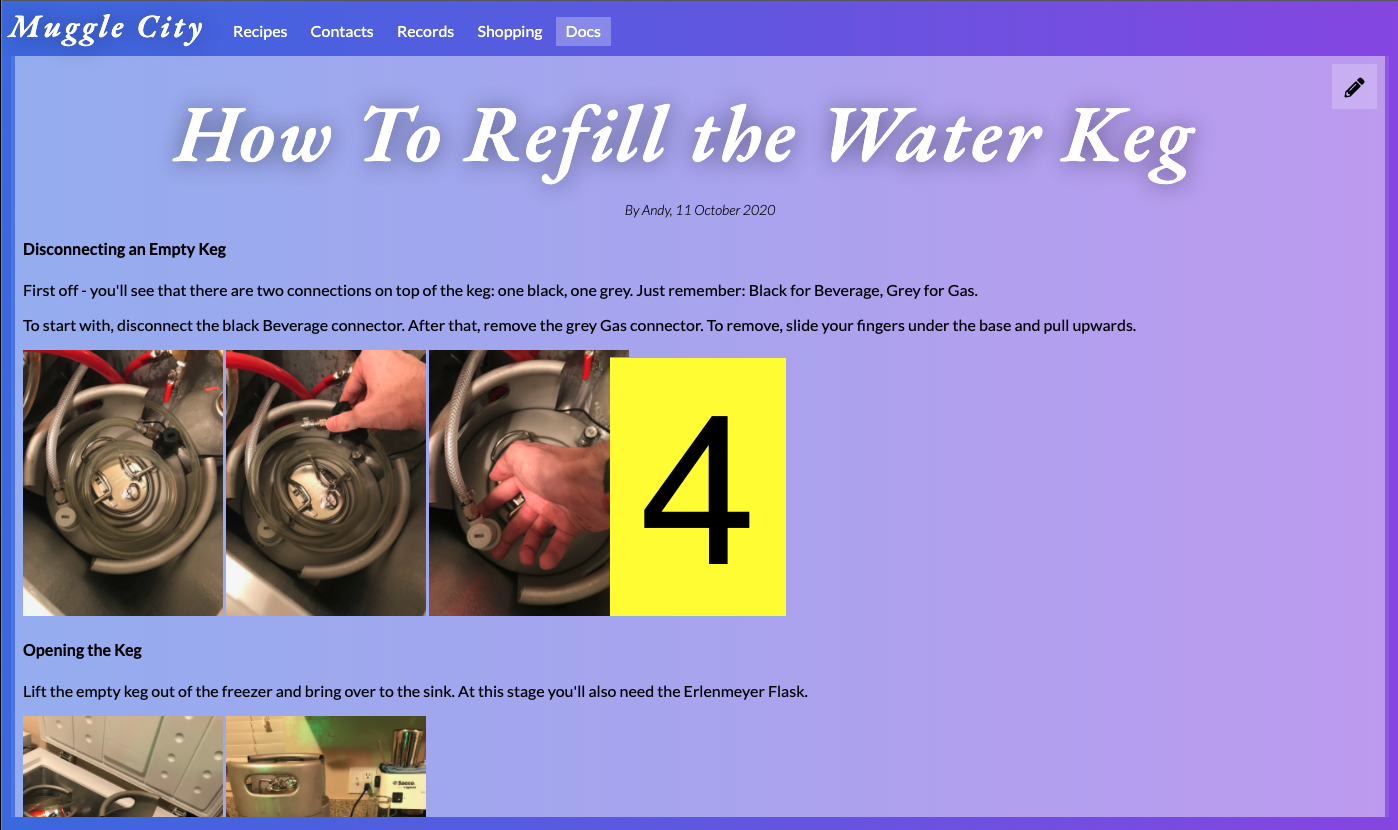 Muggle City
Recipes
Contacts
Records
Shopping
Docs
How To Refill the Water Keg
By Andy, 11 October 2020
Disconnecting an Empty Keg
First off - you'll see that there are two connections on top of the keg: one black, one grey. Just remember: Black for Beverage, Grey for Gas.
To start with, disconnect the black Beverage connector. After that, remove the grey Gas connector. To remove, slide your fingers under the base and pull upwards.
4
Opening the Keg
Lift the empty keg out of the freezer and bring over to the sink. At this stage you'll also need the Erlenmeyer Flask.